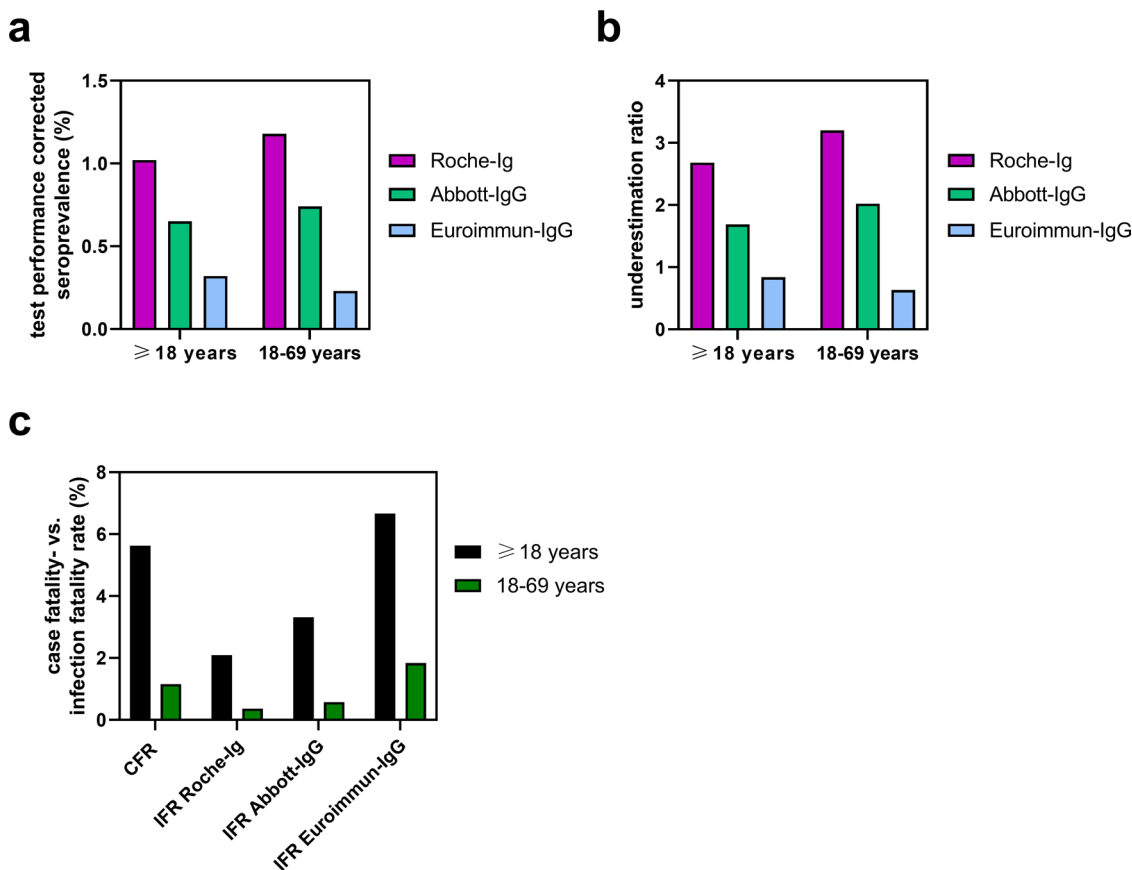 a
test performance corrected
seroprevalence (%)
1.5
1.0
0.5
0.0
⩾ 18 years
18-69 years
Roche-Ig
Abbott-IgG
Euroimmun-IgG
b
underestimation ratio
4
3
2
1
0
⩾ 18 years
18-69 years
Roche-Ig
Abbott-IgG
Euroimmun-IgG
c
case fatality- vs.
infection fatality rate (%)
8
6
4
2
0
CFR
IFR Roche-Ig
IFR Abbott-IgG
IFR Euroimmun-IgG
⩾ 18 years
18-69 years